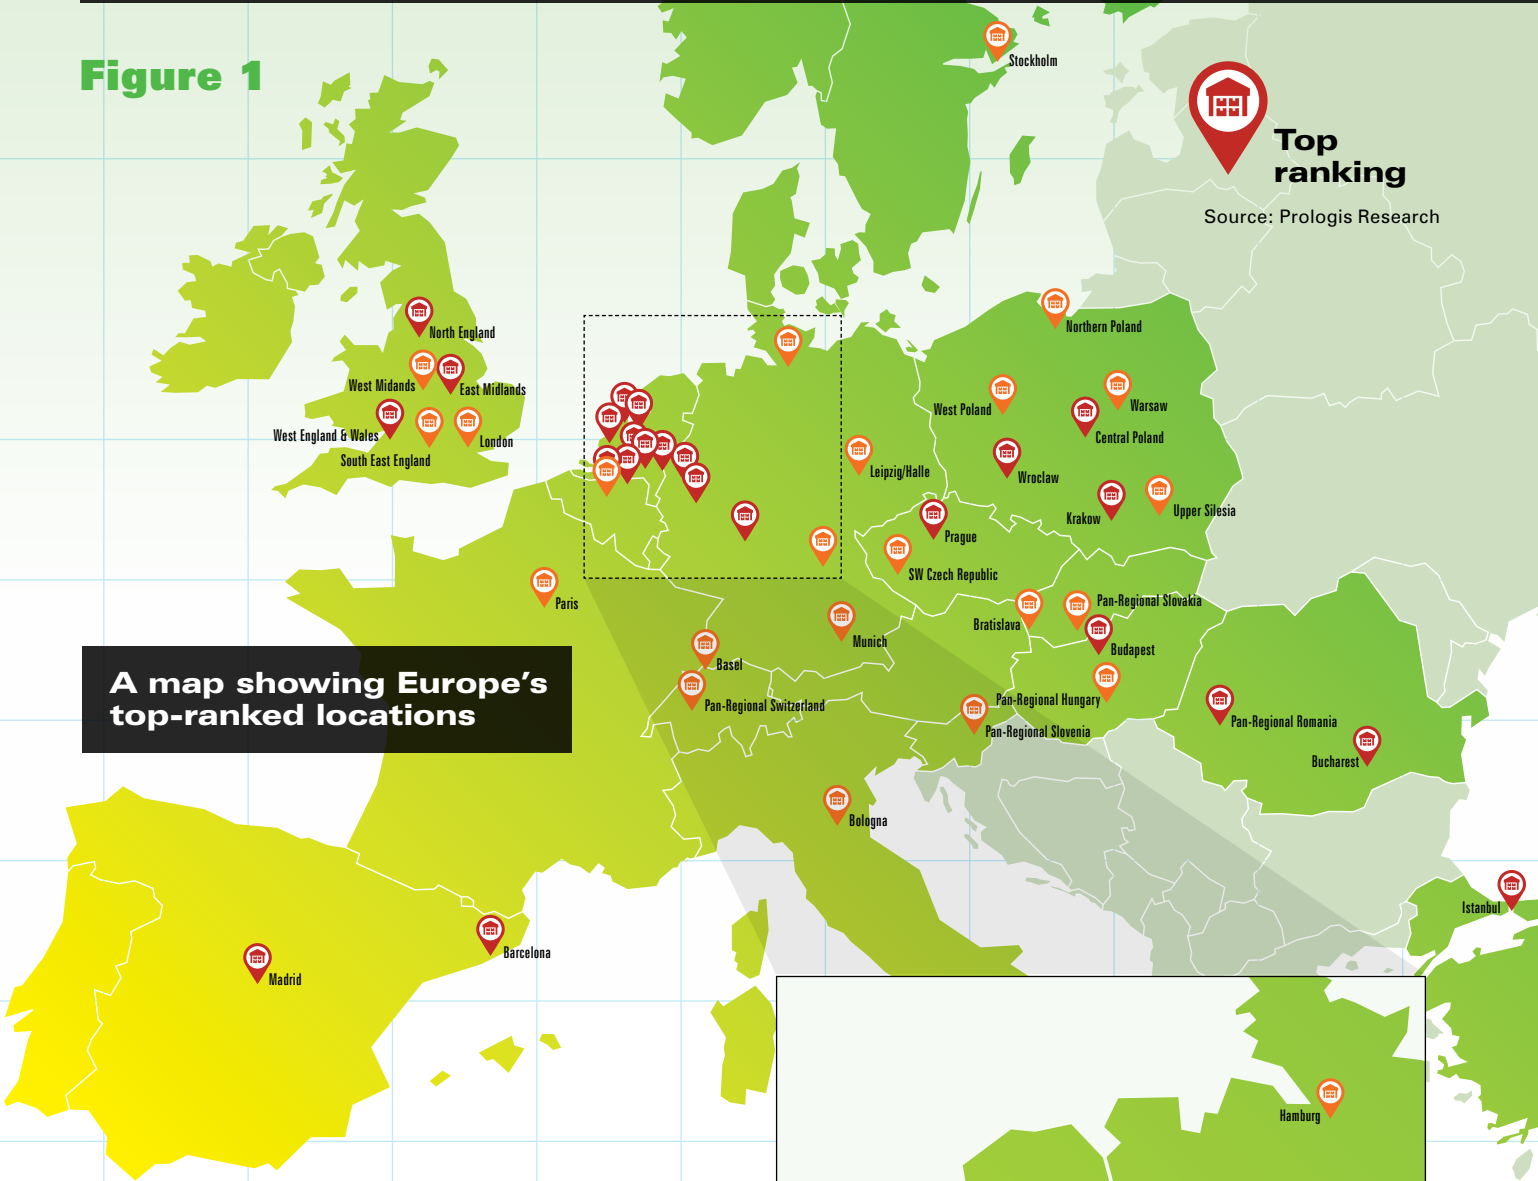 Figure 1
Stockholm
Top
ranking
Source: Prologis Research
North England
Northern Poland
West Midands
East Midlands
West Poland
Warsaw
West England & Wales
London
Central Poland
South East England
Leipzig/Halle
Wroclaw
Krakow
Upper Silesia
Prague
SW Czech Republic
Paris
Pan-Regional Slovakia
Bratislava
Munich
Budapest
Basel
A map showing Europe's
top-ranked locations
Pan-Regional Switzerland
Pan-Regional Hungary
Pan-Regional Slovenia
Pan-Regional Romania
Bucharest
Bologna
Istanbul
Barcelona
Madrid
Hamburg